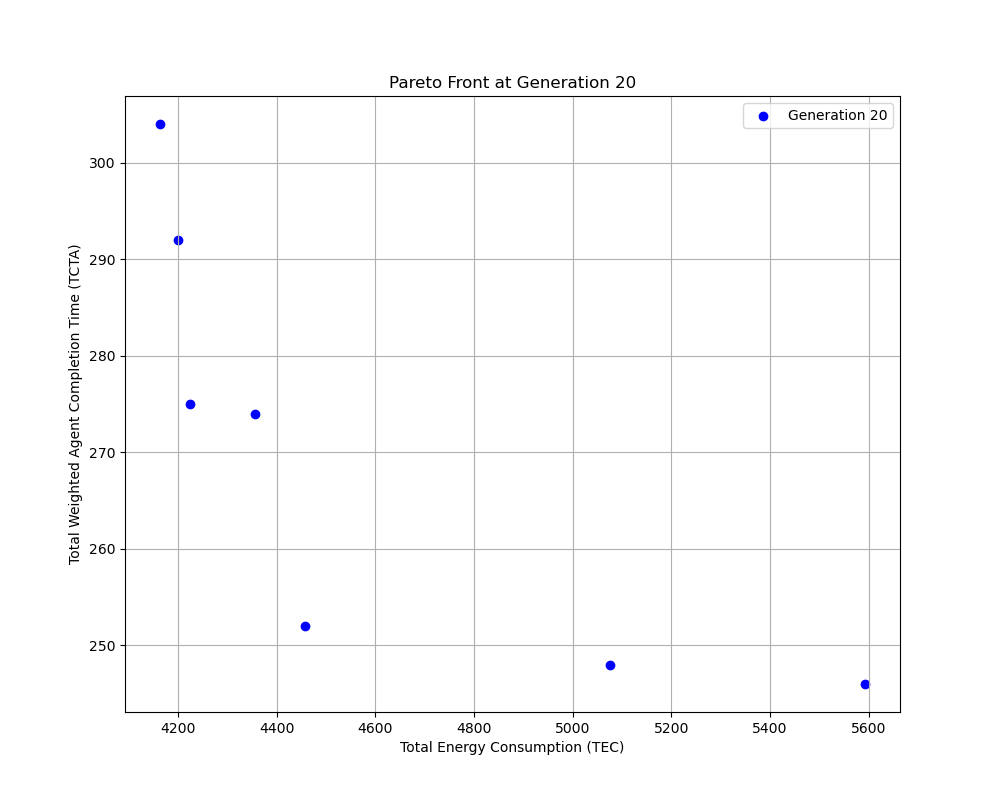 Pareto Front at Generation 20
Generation 20
300
290
280
270
260
250
Total Weighted Agent Completion Time (TCTA)
4200 4400 4600 4800 5000 5200 5400 5600
Total Energy Consumption (TEC)